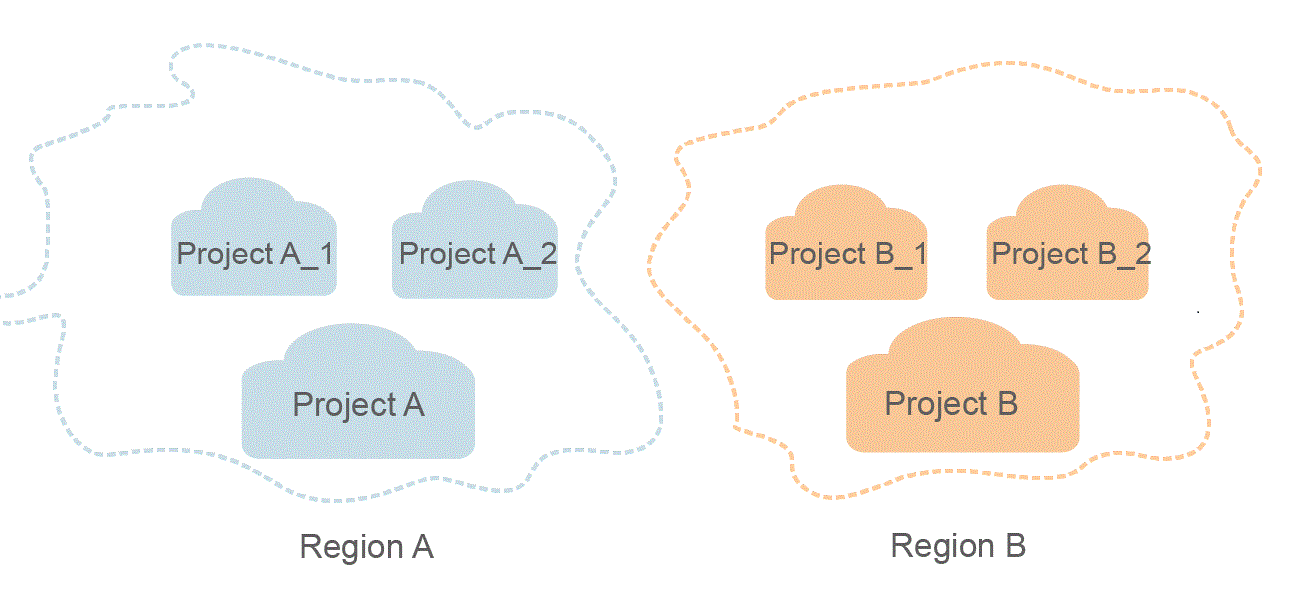 Project A_1
Project A_2
Project B_1
Project B_2
Project A
Project B
Region A
Region B